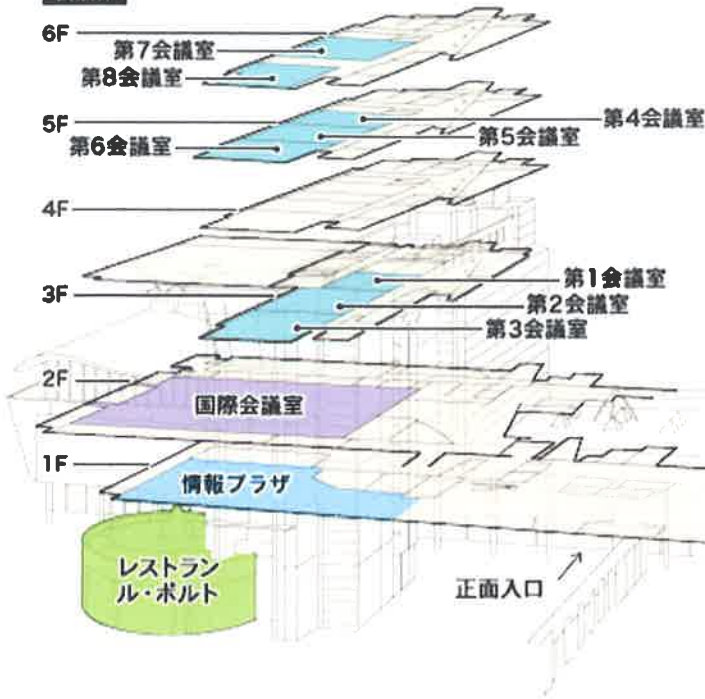 6F
第7会議室
第8会議室
5F
第4会議室
第5会議室
第6会議室
4F
3F
第1会議室
第2会議室
第3会議室
2F
国際会議室
1F
情報プラザ
レストラン
ル・ポルト
正面入口